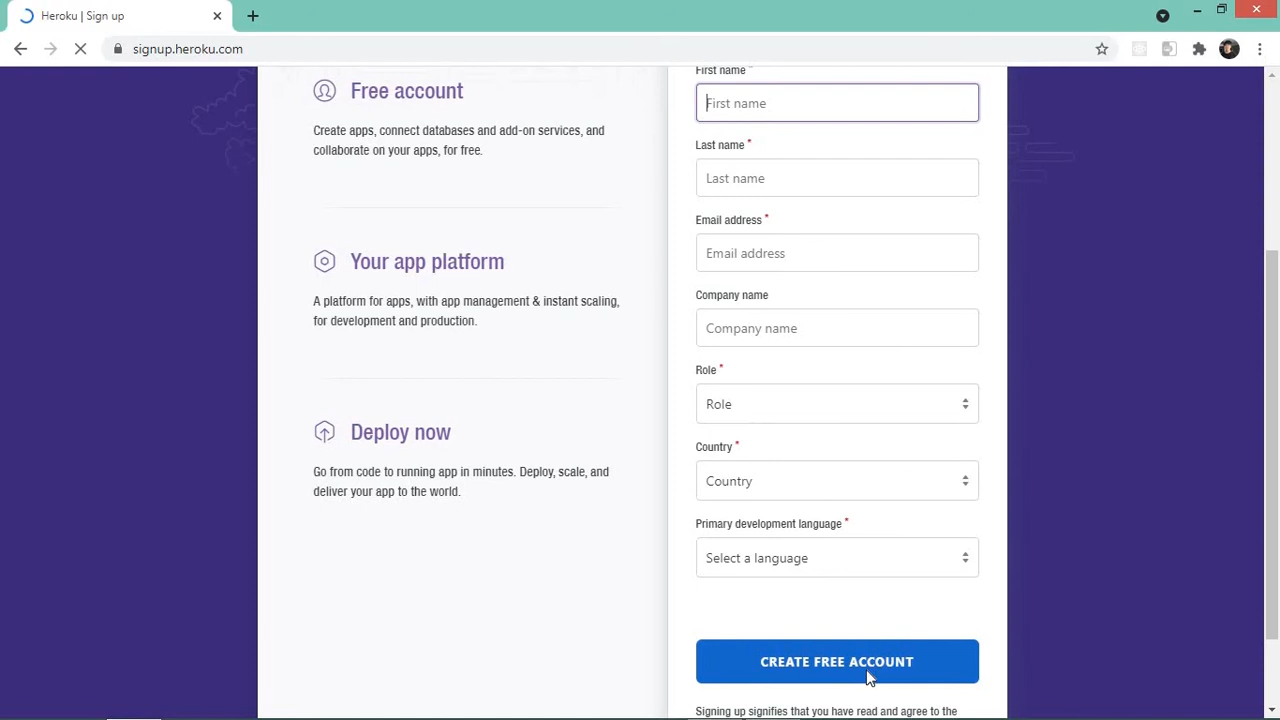 Heroku | Sign up
signup.heroku.com
Free account
Create apps, connect databases and add-on services, and
collaborate on your apps, for free.
Your app platform
A platform for apps, with app management & instant scaling,
for development and production.
Deploy now
Go from code to running app in minutes. Deploy, scale, and
deliver your app to the world.
First name *
First name
Last name *
Last name
Email address *
Email address
Company name
Company name
Role *
Role
Country *
Country
Primary development language *
Select a language
CREATE FREE ACCOUNT
Signing up signifies that you have read and agree to the